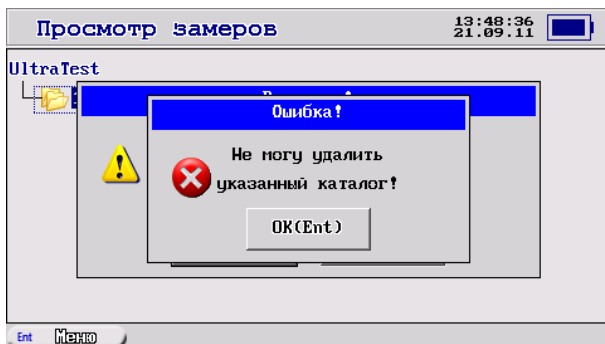 Просмотр замеров
13:48:36
21.09.11
UltraTest
Ошибка!
Не могу удалить
указанный каталог!
OK(Ent)
Ent Меню